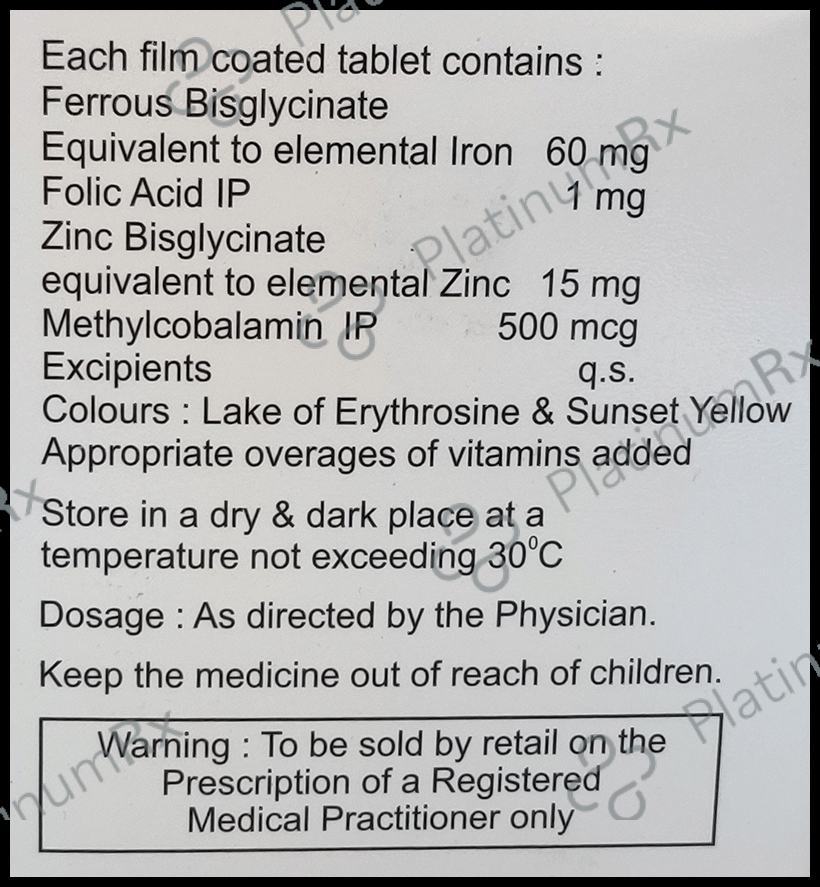 Each film coated tablet contains :
Ferrous Bisglycinate
Equivalent to elemental Iron 60 mg
Folic Acid IP 1 mg
Zinc Bisglycinate
equivalent to elemental Zinc 15 mg
Methylcobalamin IP 500 mcg
Excipients q.s.
Colours : Lake of Erythrosine & Sunset Yellow
Appropriate overages of vitamins added
Store in a dry & dark place at a
temperature not exceeding 30⁰C
Dosage : As directed by the Physician.
Keep the medicine out of reach of children.
Warning : To be sold by retail on the
Prescription of a Registered
Medical Practitioner only
PlatinumRx
PlatinumRx